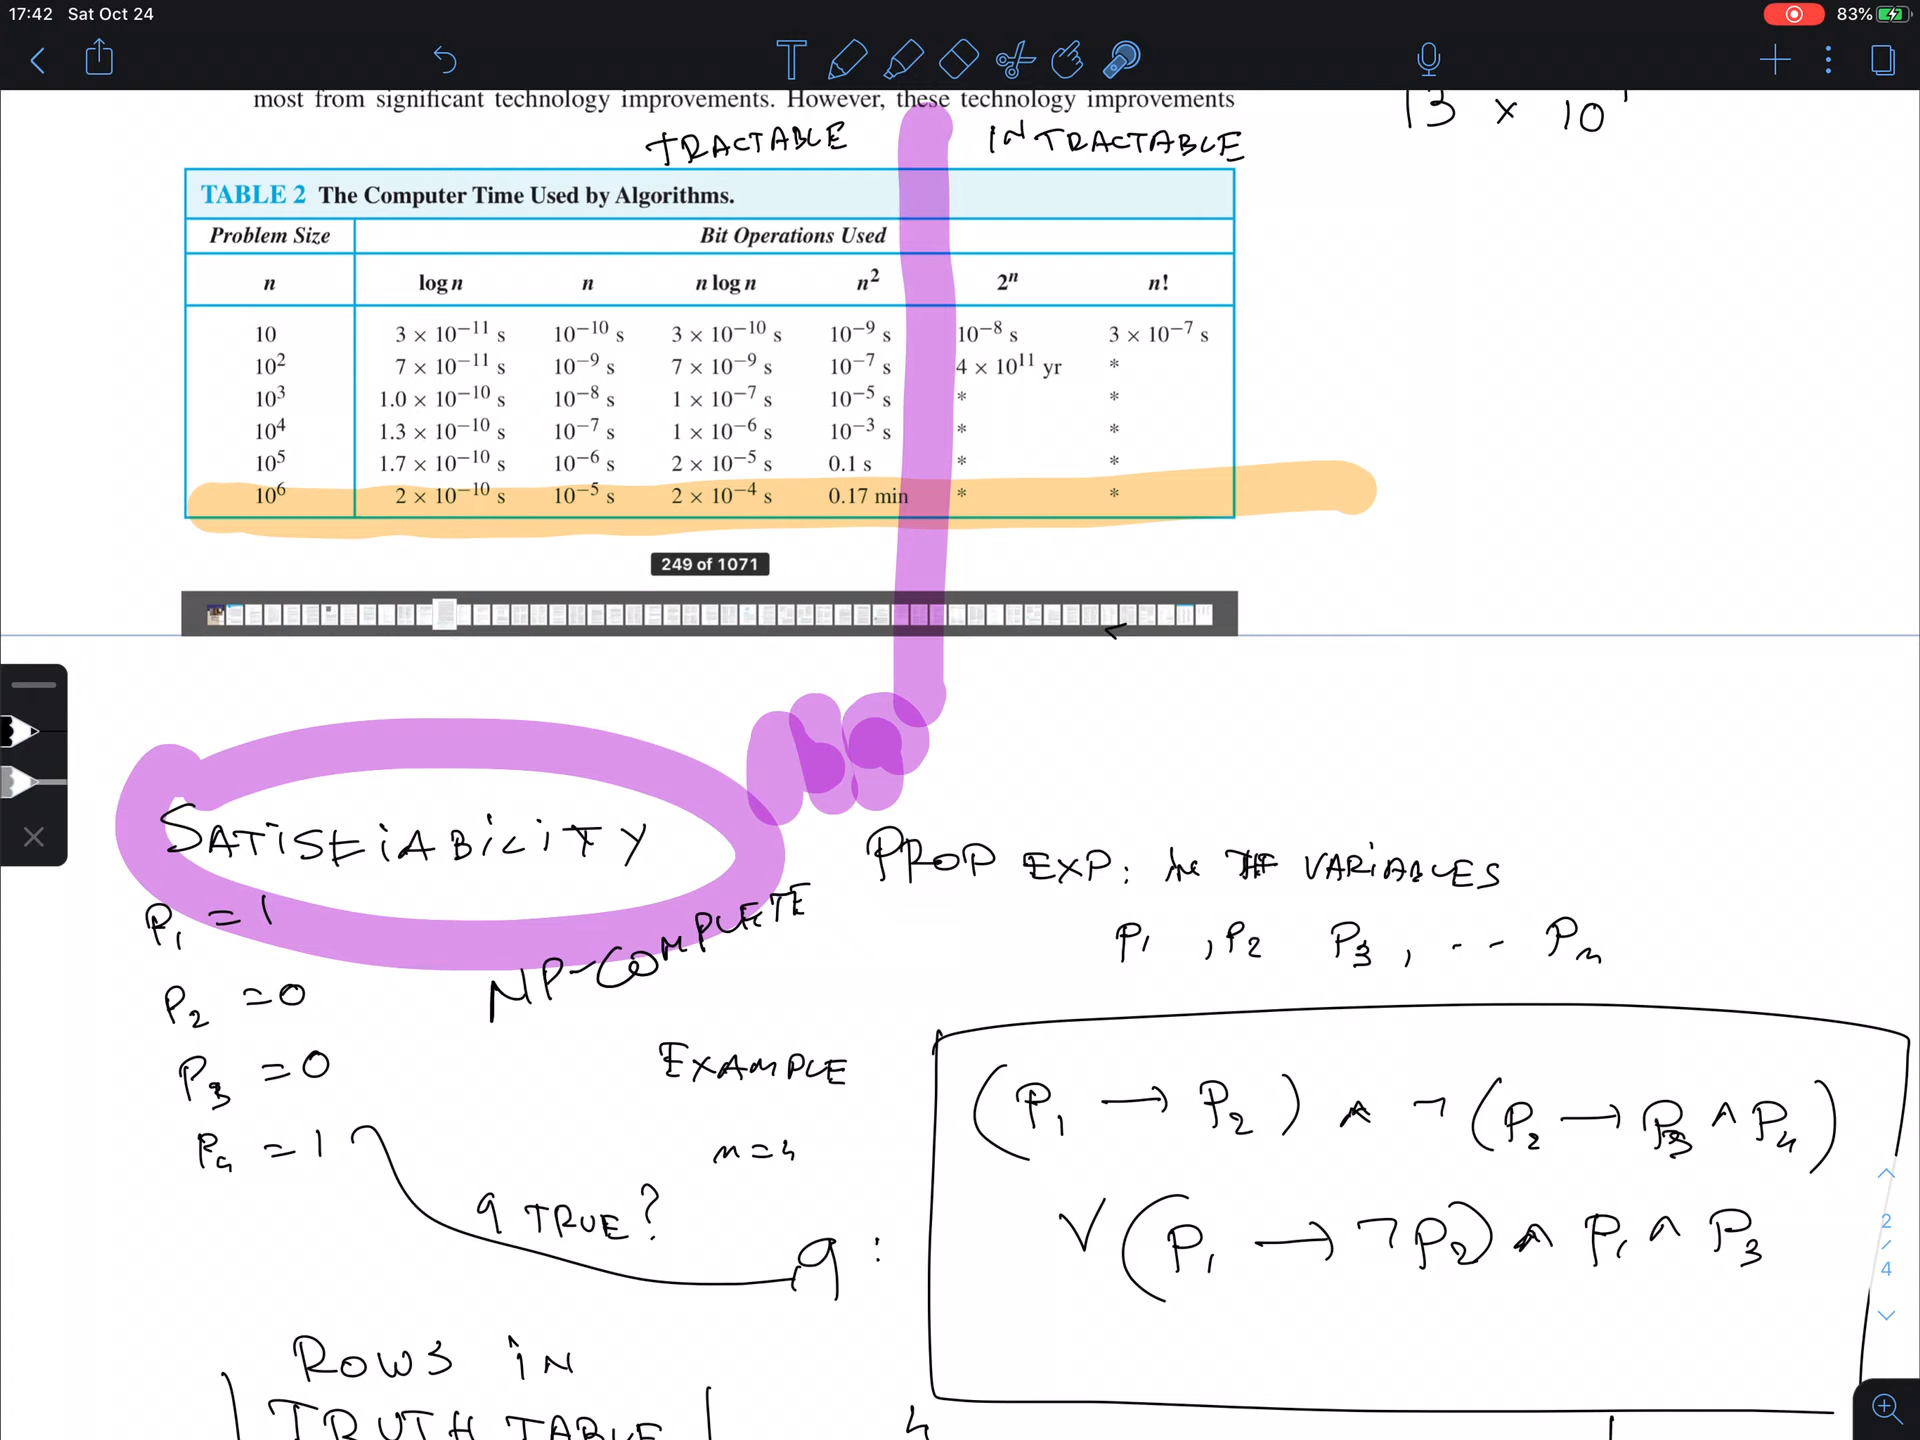 17:42 Sat Oct 24 83%
most from significant technology improvements. However, these technology improvements
13 × 10
TRACTABLE INTRACTABLE
TABLE 2 The Computer Time Used by Algorithms.
Problem Size Bit Operations Used
n log n n n log n n² 2ⁿ n!
10 3 × 10⁻¹¹ s 10⁻¹⁰ s 3 × 10⁻¹⁰ s 10⁻⁹ s 10⁻⁸ s 3 × 10⁻⁷ s
10² 7 × 10⁻¹¹ s 10⁻⁹ s 7 × 10⁻⁹ s 10⁻⁷ s 4 × 10¹¹ yr *
10³ 1.0 × 10⁻¹⁰ s 10⁻⁸ s 1 × 10⁻⁷ s 10⁻⁵ s * *
10⁴ 1.3 × 10⁻¹⁰ s 10⁻⁷ s 1 × 10⁻⁶ s 10⁻³ s * *
10⁵ 1.7 × 10⁻¹⁰ s 10⁻⁶ s 2 × 10⁻⁵ s 0.1 s * *
10⁶ 2 × 10⁻¹⁰ s 10⁻⁵ s 2 × 10⁻⁴ s 0.17 min * *
249 of 1071
SATISFIABILITY
PROP EXP: IN THE VARIABLES
P₁ = 1
NP-COMPLETE
P₁ , P₂ P₃ , -- Pₙ
P₂ = 0
P₃ = 0
EXAMPLE
(P₁ → P₂) ∧ ¬(P₂ → P₃ ∧ P₄)
P₄ = 1
n = 4
q TRUE?
q :
∨ (P₁ → ¬P₂) ∧ P₁ ∧ P₃
2 / 4
ROWS IN
TRUTH TABLE
4